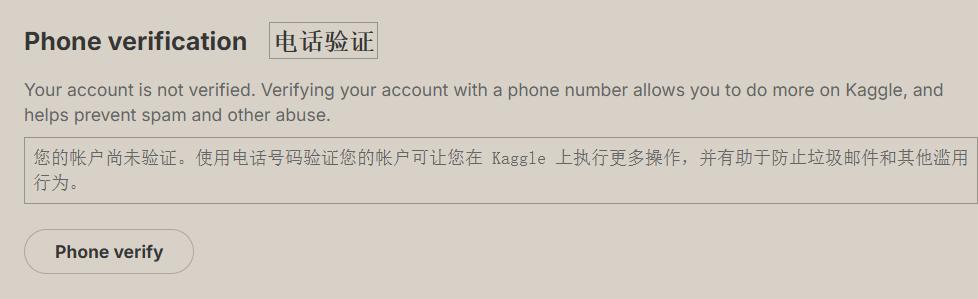 Phone verification 电话验证
Your account is not verified. Verifying your account with a phone number allows you to do more on Kaggle, and
helps prevent spam and other abuse.
您的帐户尚未验证。使用电话号码验证您的帐户可让您在 Kaggle 上执行更多操作，并有助于防止垃圾邮件和其他滥用
行为。
Phone verify